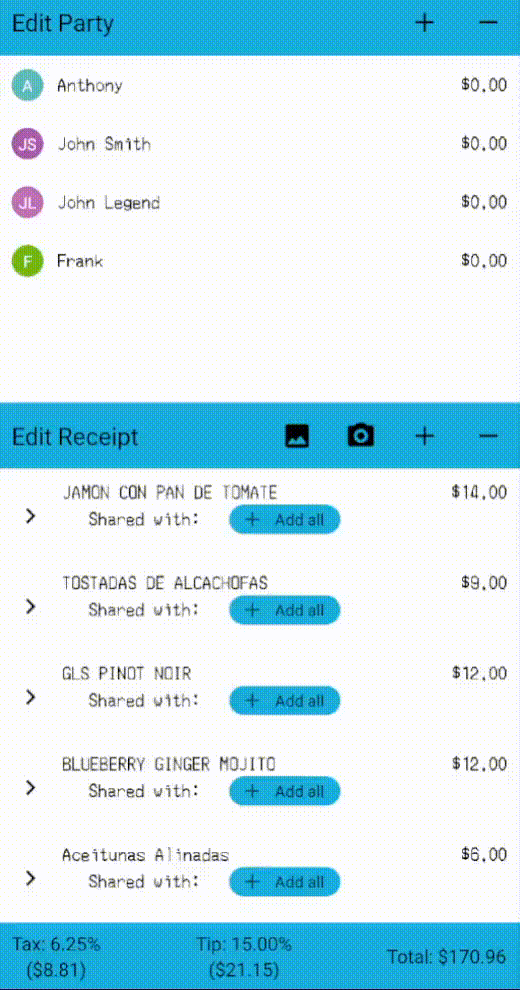 Edit Party + −
A Anthony $0.00
JS John Smith $0.00
JL John Legend $0.00
F Frank $0.00
Edit Receipt + −
JAMON CON PAN DE TOMATE $14.00
Shared with: + Add all
TOSTADAS DE ALCACHOFAS $9.00
Shared with: + Add all
GLS PINOT NOIR $12.00
Shared with: + Add all
BLUEBERRY GINGER MOJITO $12.00
Shared with: + Add all
Aceitunas Alinadas $6.00
Shared with: + Add all
Tax: 6.25% Tip: 15.00% Total: $170.96
($8.81) ($21.15)